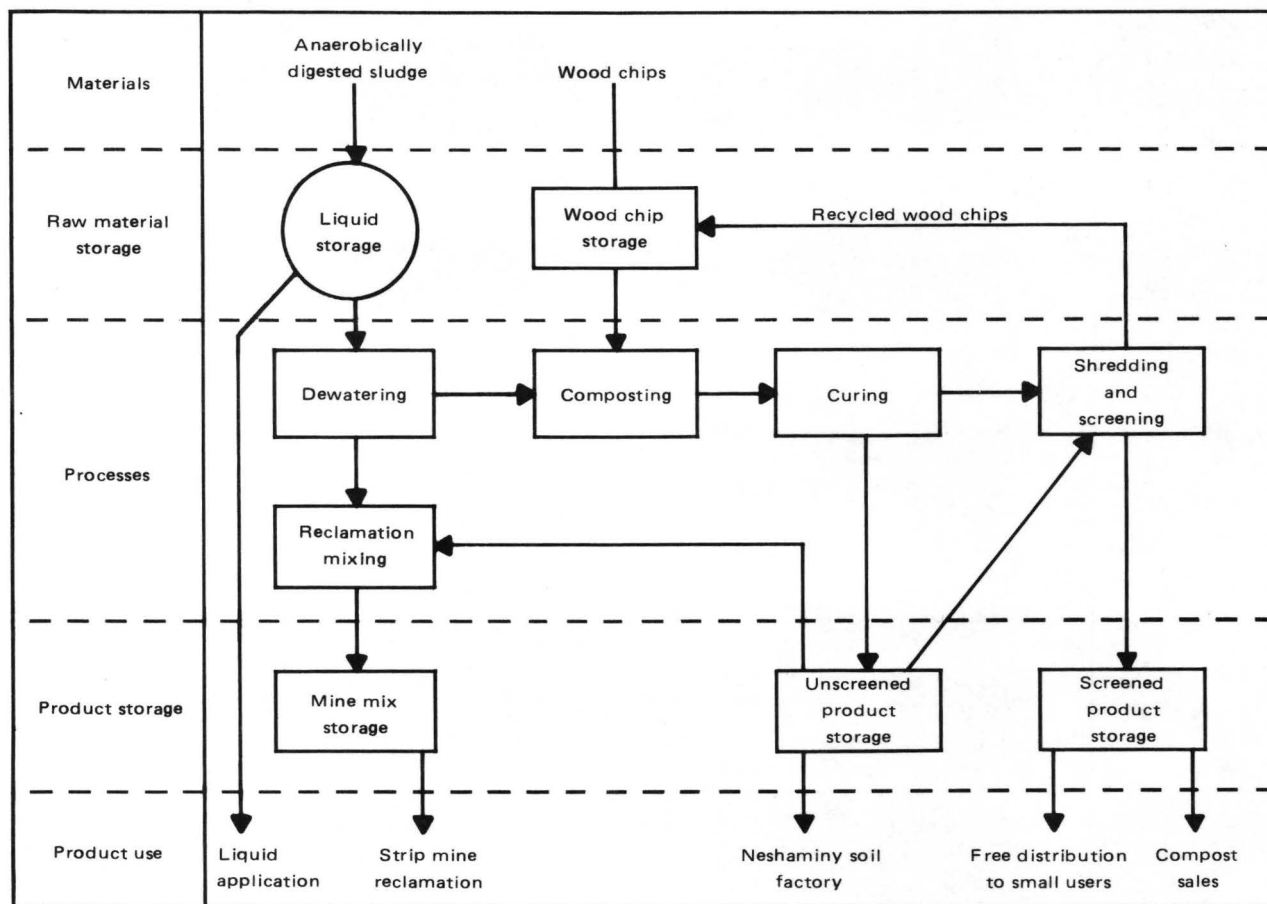 Materials
Anaerobically
digested sludge
Wood chips
Raw material
storage
Liquid
storage
Wood chip
storage
Recycled wood chips
Processes
Dewatering
Composting
Curing
Shredding
and
screening
Reclamation
mixing
Product storage
Mine mix
storage
Unscreened
product
storage
Screened
product
storage
Product use
Liquid
application
Strip mine
reclamation
Neshaminy soil
factory
Free distribution
to small users
Compost
sales